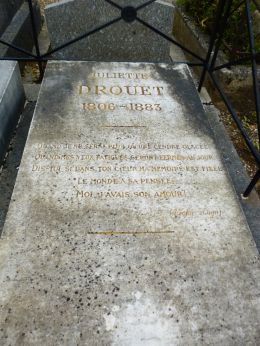 JULIETTE
DROUET
1806-1883
QUAND JE NE SERAI PLUS QU'UNE CENDRE GLACÉE
QUAND MES YEUX FATIGUÉS SERONT FERMÉS AU JOUR
DIS-TOI SI DANS TON CŒUR MA MÉMOIRE EST FIXÉE
LE MONDE A SA PENSÉE
MOI, J'AVAIS SON AMOUR!